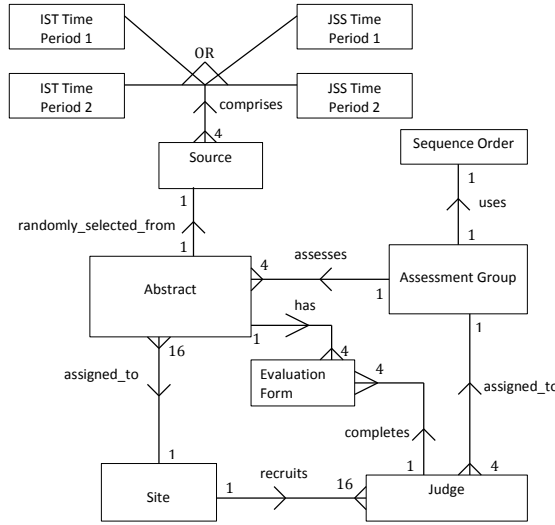 IST Time
Period 1
JSS Time
Period 1
OR
IST Time
Period 2
JSS Time
Period 2
comprises
4
Source
Sequence Order
1
1
uses
randomly_selected_from
1
1
Abstract
4
assesses
1
Assessment Group
has
1
1
16
4
assigned_to
Evaluation
Form
4
assigned_to
completes
1
recruits
1
4
Site
1
16
Judge